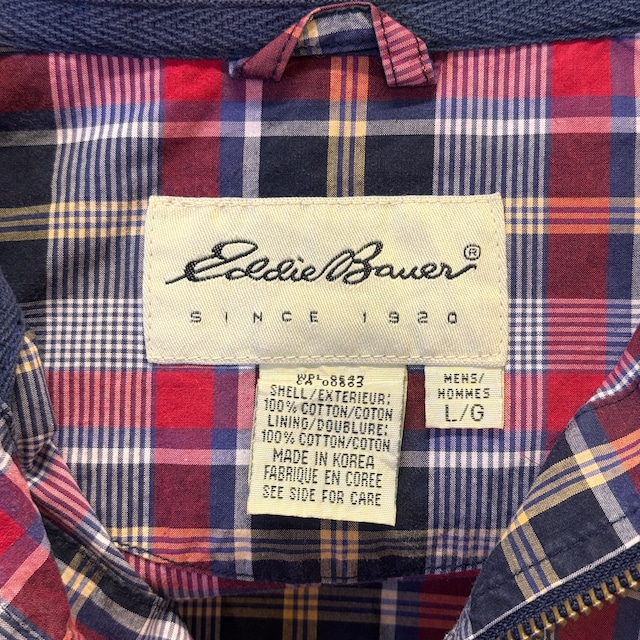 Eddie Bauer®
SINCE 1920
SHELL/EXTERIEUR:
100% COTTON/COTON
LINING/DOUBLURE:
100% COTTON/COTON
MADE IN KOREA
FABRIQUE EN COREE
SEE SIDE FOR CARE
MENS/
HOMMES
L/G